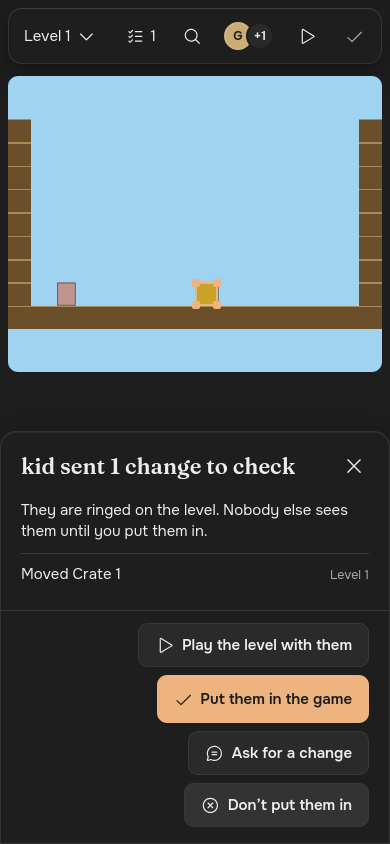 Level 1
1
G
+1
kid sent 1 change to check
They are ringed on the level. Nobody else sees
them until you put them in.
Moved Crate 1
Level 1
Play the level with them
Put them in the game
Ask for a change
Don’t put them in